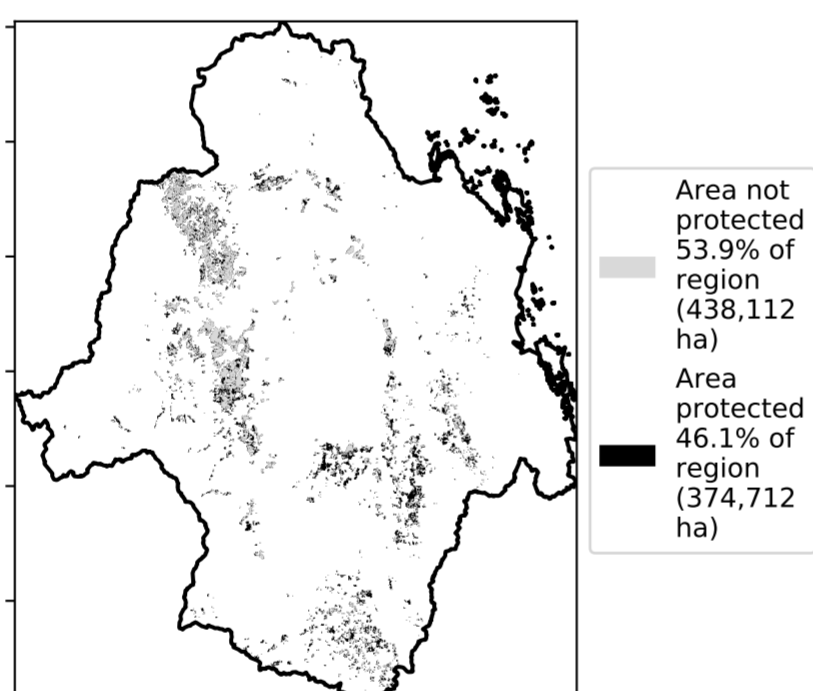 Area not
protected
53.9% of
region
(438,112
ha)
Area
protected
46.1% of
region
(374,712
ha)